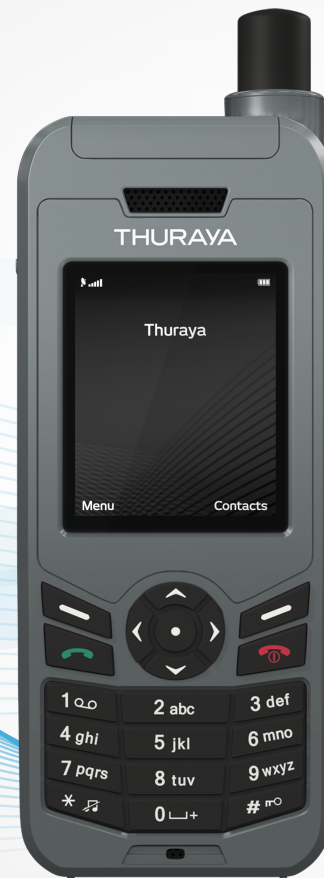 THURAYA
Thuraya
Menu Contacts
1 2 abc 3 def
4 ghi 5 jkl 6 mno
7 pqrs 8 tuv 9 wxyz
* 0 + #